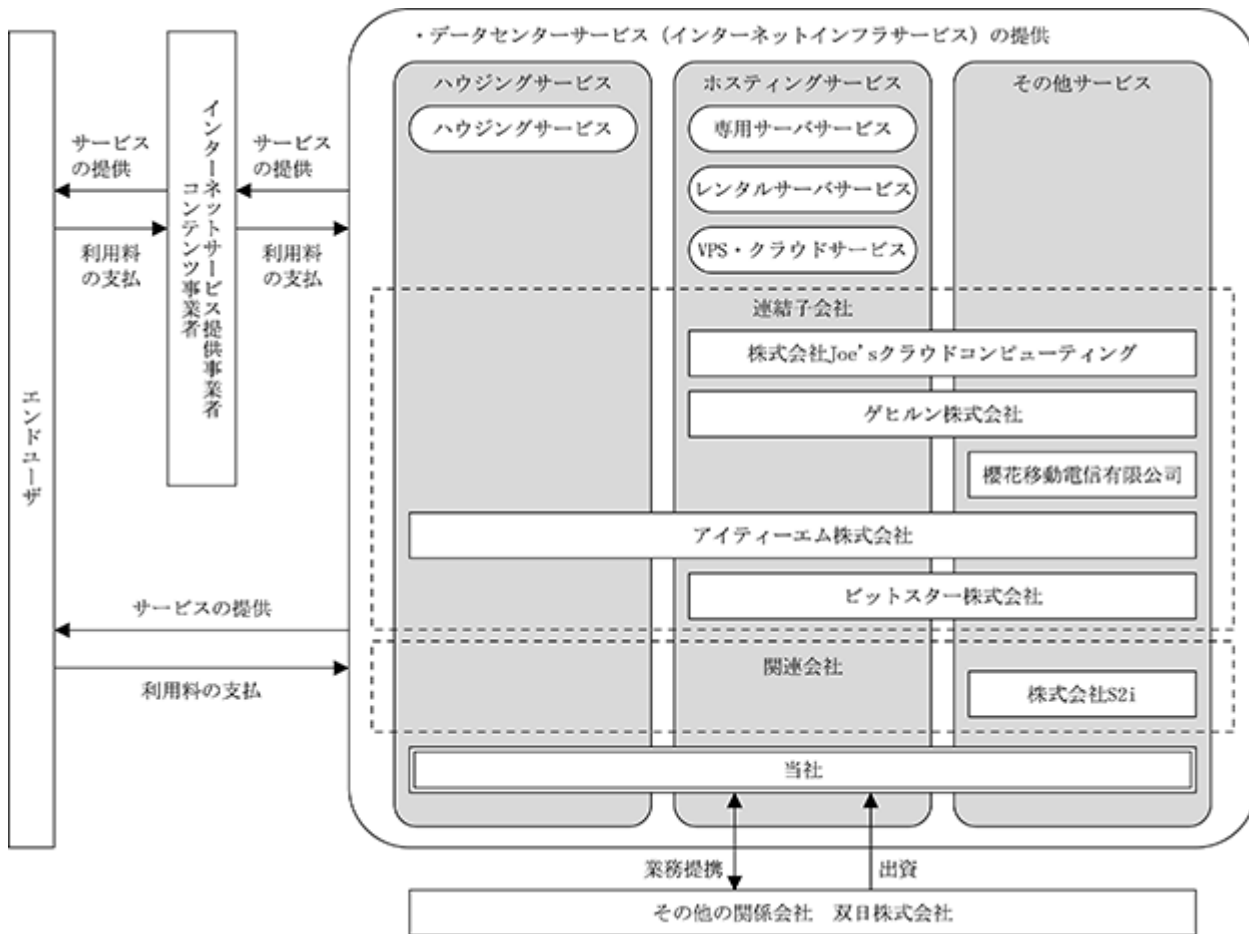 ・データセンターサービス（インターネットインフラサービス）の提供
ハウジングサービス
ホスティングサービス
その他サービス
ハウジングサービス
専用サーバサービス
レンタルサーバサービス
VPS・クラウドサービス
エンドユーザ
サービス
の提供
利用料
の支払
インターネットサービス提供事業者
コンテンツ事業者
サービス
の提供
利用料
の支払
連結子会社
株式会社Joe'sクラウドコンピューティング
ゲヒルン株式会社
櫻花移動電信有限公司
アイティーエム株式会社
ビットスター株式会社
サービスの提供
利用料の支払
関連会社
株式会社S2i
当社
業務提携
出資
その他の関係会社　双日株式会社